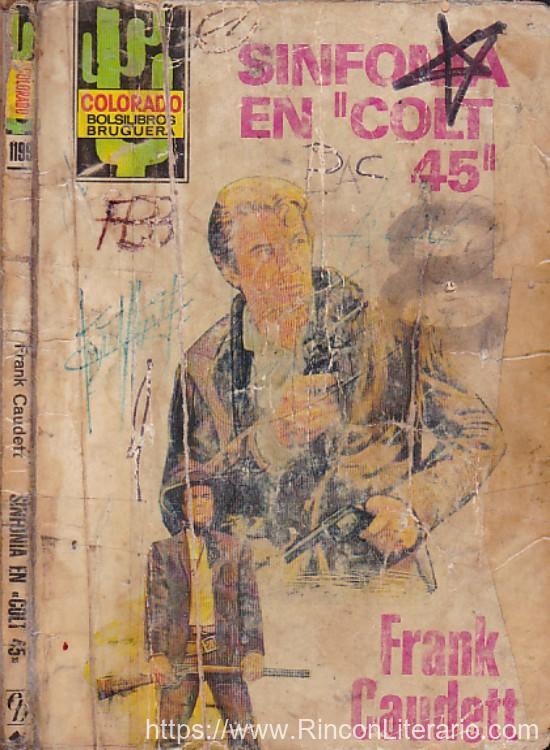 COLORADO
1199
Frank Caudett
SINFONIA EN «COLT 45»
COLORADO
BOLSILIBROS
BRUGUERA
SINFONIA
EN "COLT
45"
BAC
Frank
Caudett
https://www.RinconLiterario.com